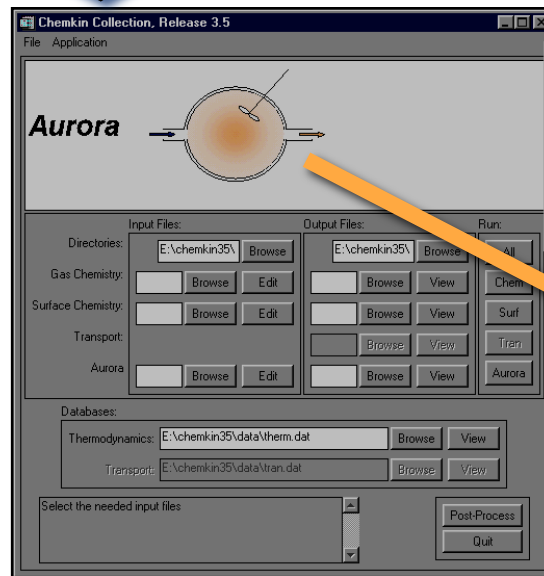 Chemkin Collection, Release 3.5
File Application
Aurora
Input Files: Output Files: Run:
Directories: E:\chemkin35\ Browse E:\chemkin35\ Browse All
Gas Chemistry: Browse Edit Browse View Chem
Surface Chemistry: Browse Edit Browse View Surf
Transport: Browse View Tran
Aurora Browse Edit Browse View Aurora
Databases:
Thermodynamics: E:\chemkin35\data\therm.dat Browse View
Transport: E:\chemkin35\data\tran.dat Browse View
Select the needed input files
Post-Process
Quit